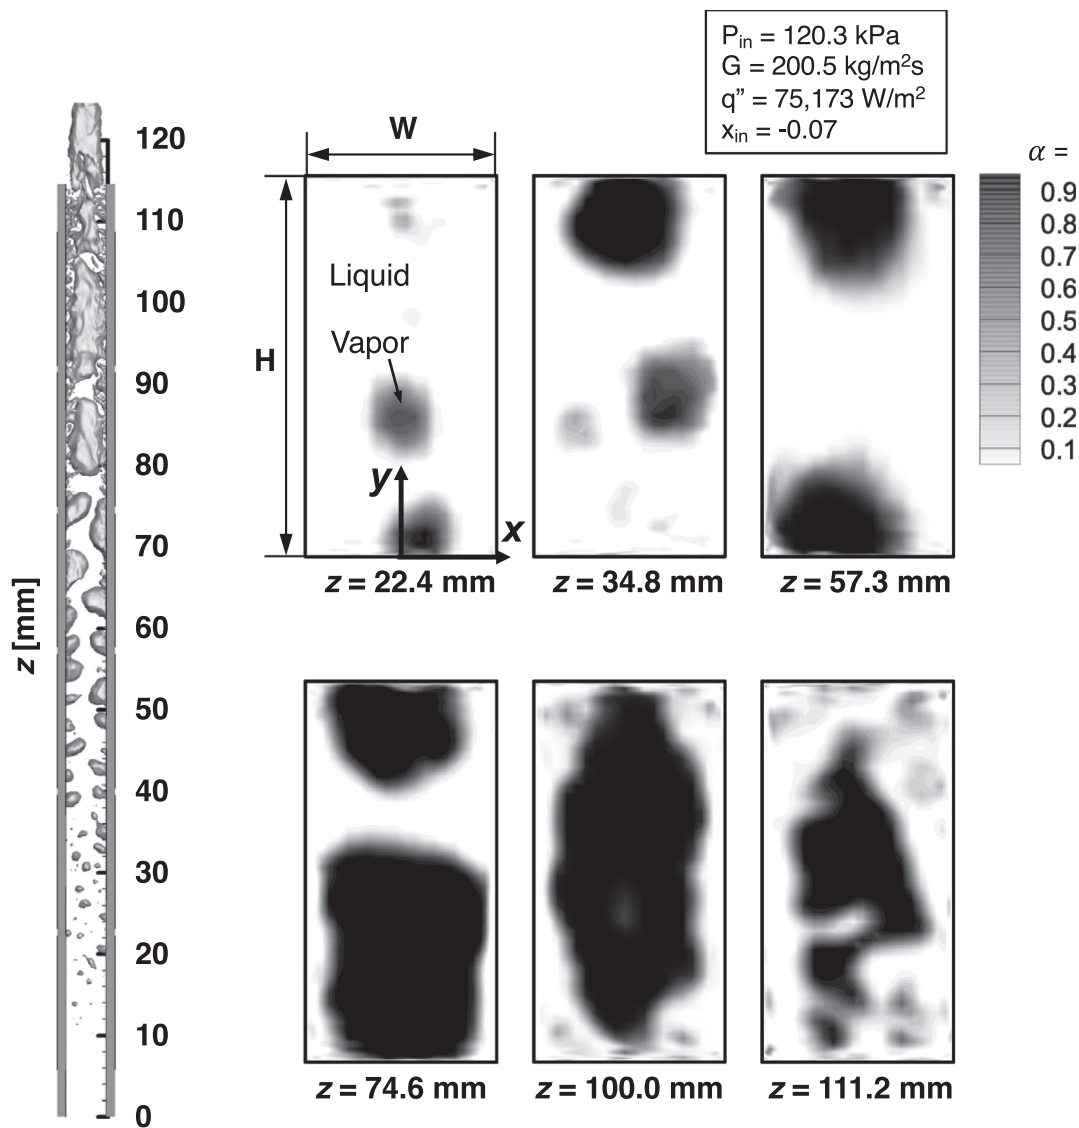 P_in = 120.3 kPa
G = 200.5 kg/m²s
q” = 75,173 W/m²
x_in = -0.07
α =
0.9
0.8
0.7
0.6
0.5
0.4
0.3
0.2
0.1
z [mm]
120
110
100
90
80
70
60
50
40
30
20
10
0
W
H
Liquid
Vapor
y
x
z = 22.4 mm
z = 34.8 mm
z = 57.3 mm
z = 74.6 mm
z = 100.0 mm
z = 111.2 mm